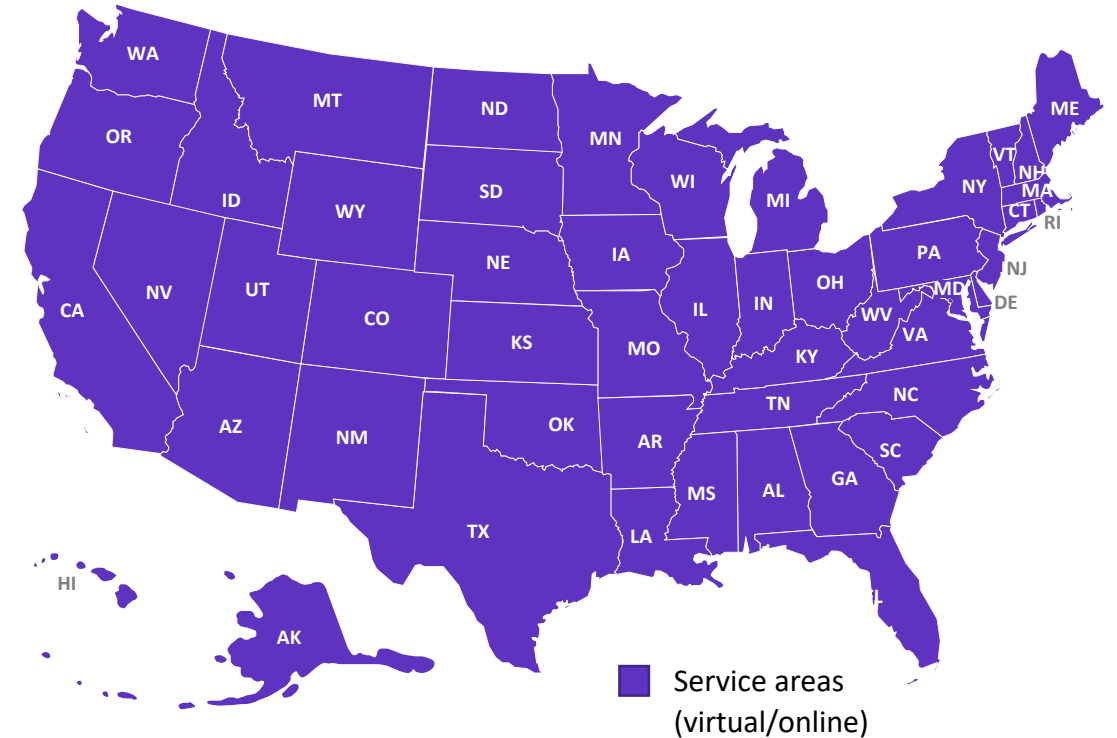 WA
MT
ND
MN
ME
OR
ID
WY
SD
WI
MI
NY
VT
NH
MA
CT
RI
NE
IA
PA
NJ
CA
NV
UT
CO
KS
MO
IL
IN
OH
MD
DE
WV
VA
KY
AZ
NM
OK
AR
TN
NC
SC
TX
LA
MS
AL
GA
FL
HI
AK
Service areas
(virtual/online)